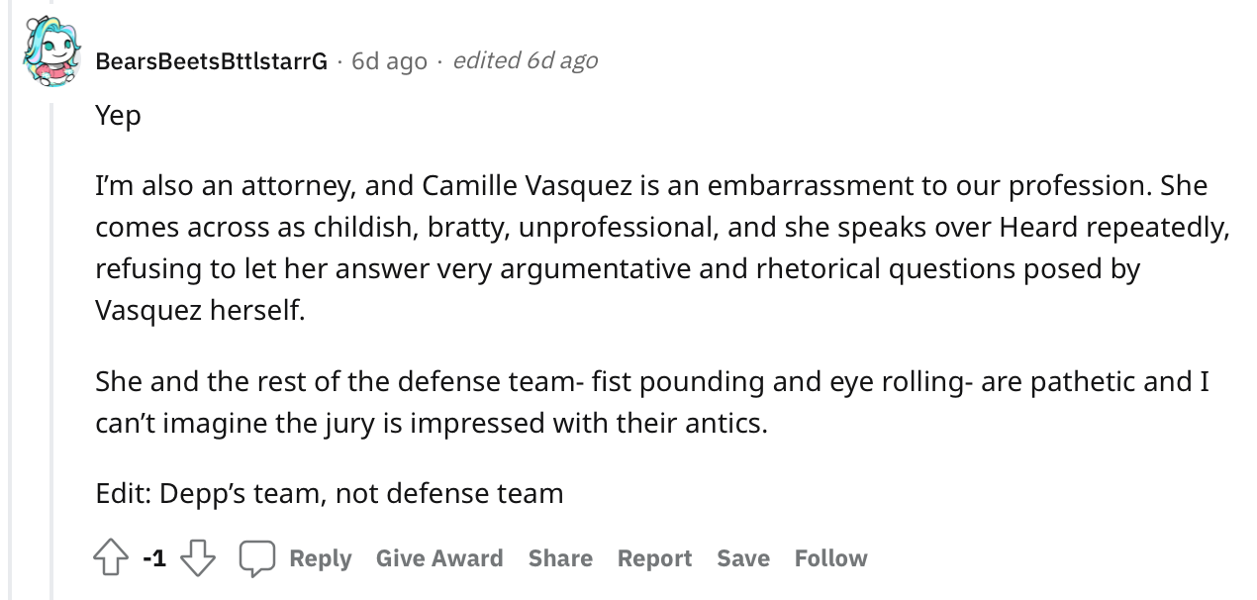 BearsBeetsBttlstarrG · 6d ago · edited 6d ago
Yep
I’m also an attorney, and Camille Vasquez is an embarrassment to our profession. She
comes across as childish, bratty, unprofessional, and she speaks over Heard repeatedly,
refusing to let her answer very argumentative and rhetorical questions posed by
Vasquez herself.
She and the rest of the defense team- fist pounding and eye rolling- are pathetic and I
can’t imagine the jury is impressed with their antics.
Edit: Depp’s team, not defense team
-1 Reply Give Award Share Report Save Follow